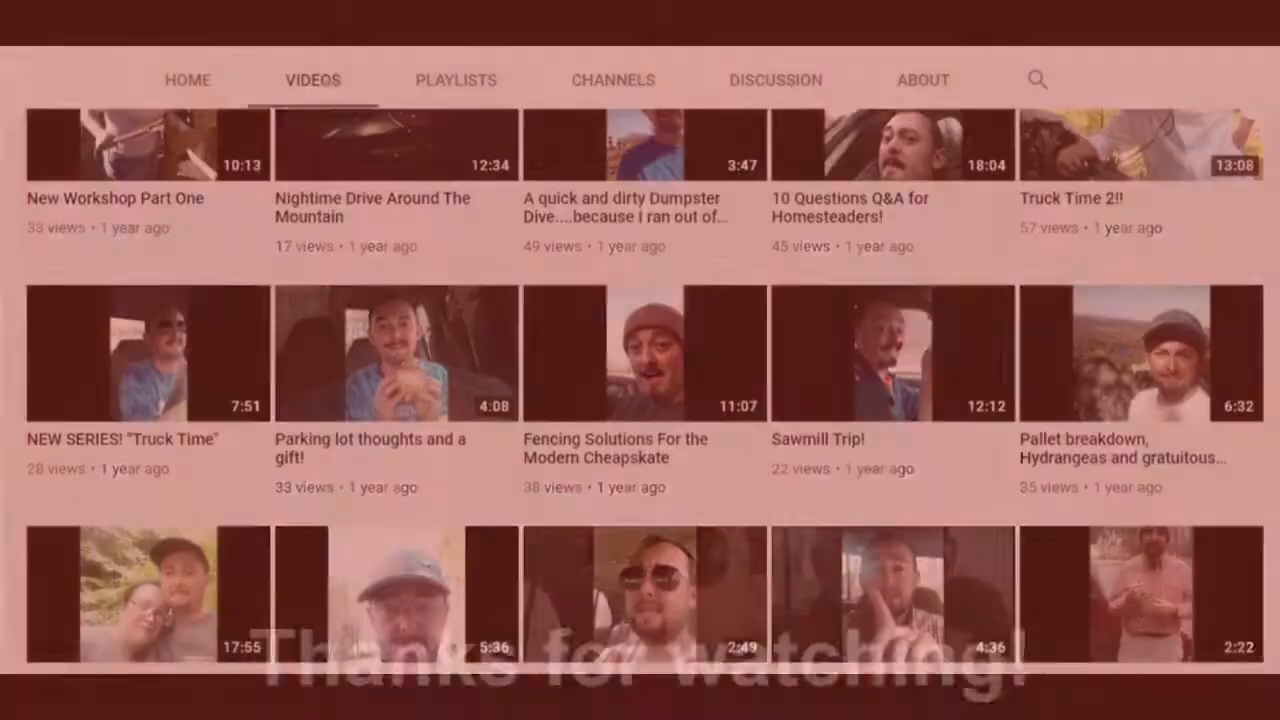 HOME VIDEOS PLAYLISTS CHANNELS DISCUSSION ABOUT
10:13 12:34 3:47 18:04 13:08
New Workshop Part One
33 views • 1 year ago
Nightime Drive Around The
Mountain
17 views • 1 year ago
A quick and dirty Dumpster
Dive....because I ran out of...
49 views • 1 year ago
10 Questions Q&A for
Homesteaders!
45 views • 1 year ago
Truck Time 2!!
57 views • 1 year ago
7:51 4:08 11:07 12:12 6:32
NEW SERIES! "Truck Time"
28 views • 1 year ago
Parking lot thoughts and a
gift!
33 views • 1 year ago
Fencing Solutions For the
Modern Cheapskate
38 views • 1 year ago
Sawmill Trip!
22 views • 1 year ago
Pallet breakdown,
Hydrangeas and gratuitous...
35 views • 1 year ago
17:55 5:36 2:49 4:36 2:22
Thanks for watching!